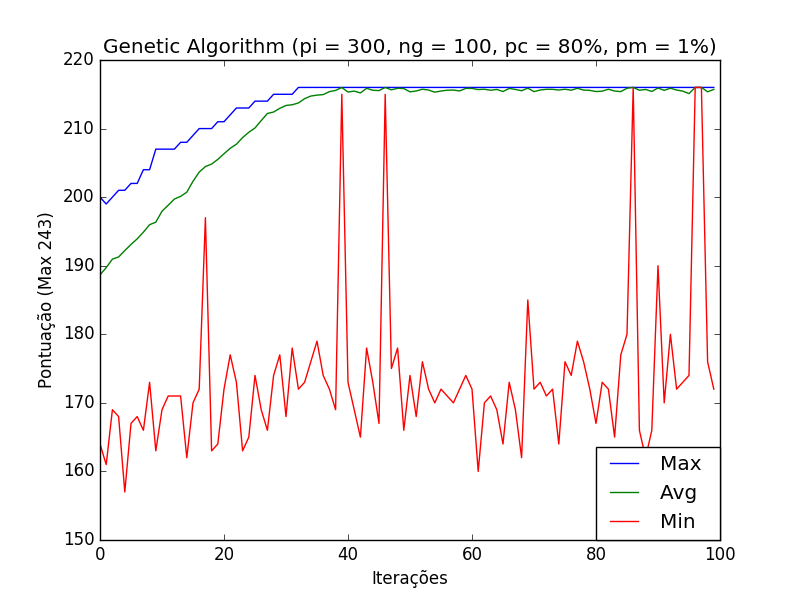 Genetic Algorithm (pi = 300, ng = 100, pc = 80%, pm = 1%)
220
210
200
190
180
170
160
150
Pontuação (Max 243)
0 20 40 60 80 100
Iterações
Max
Avg
Min